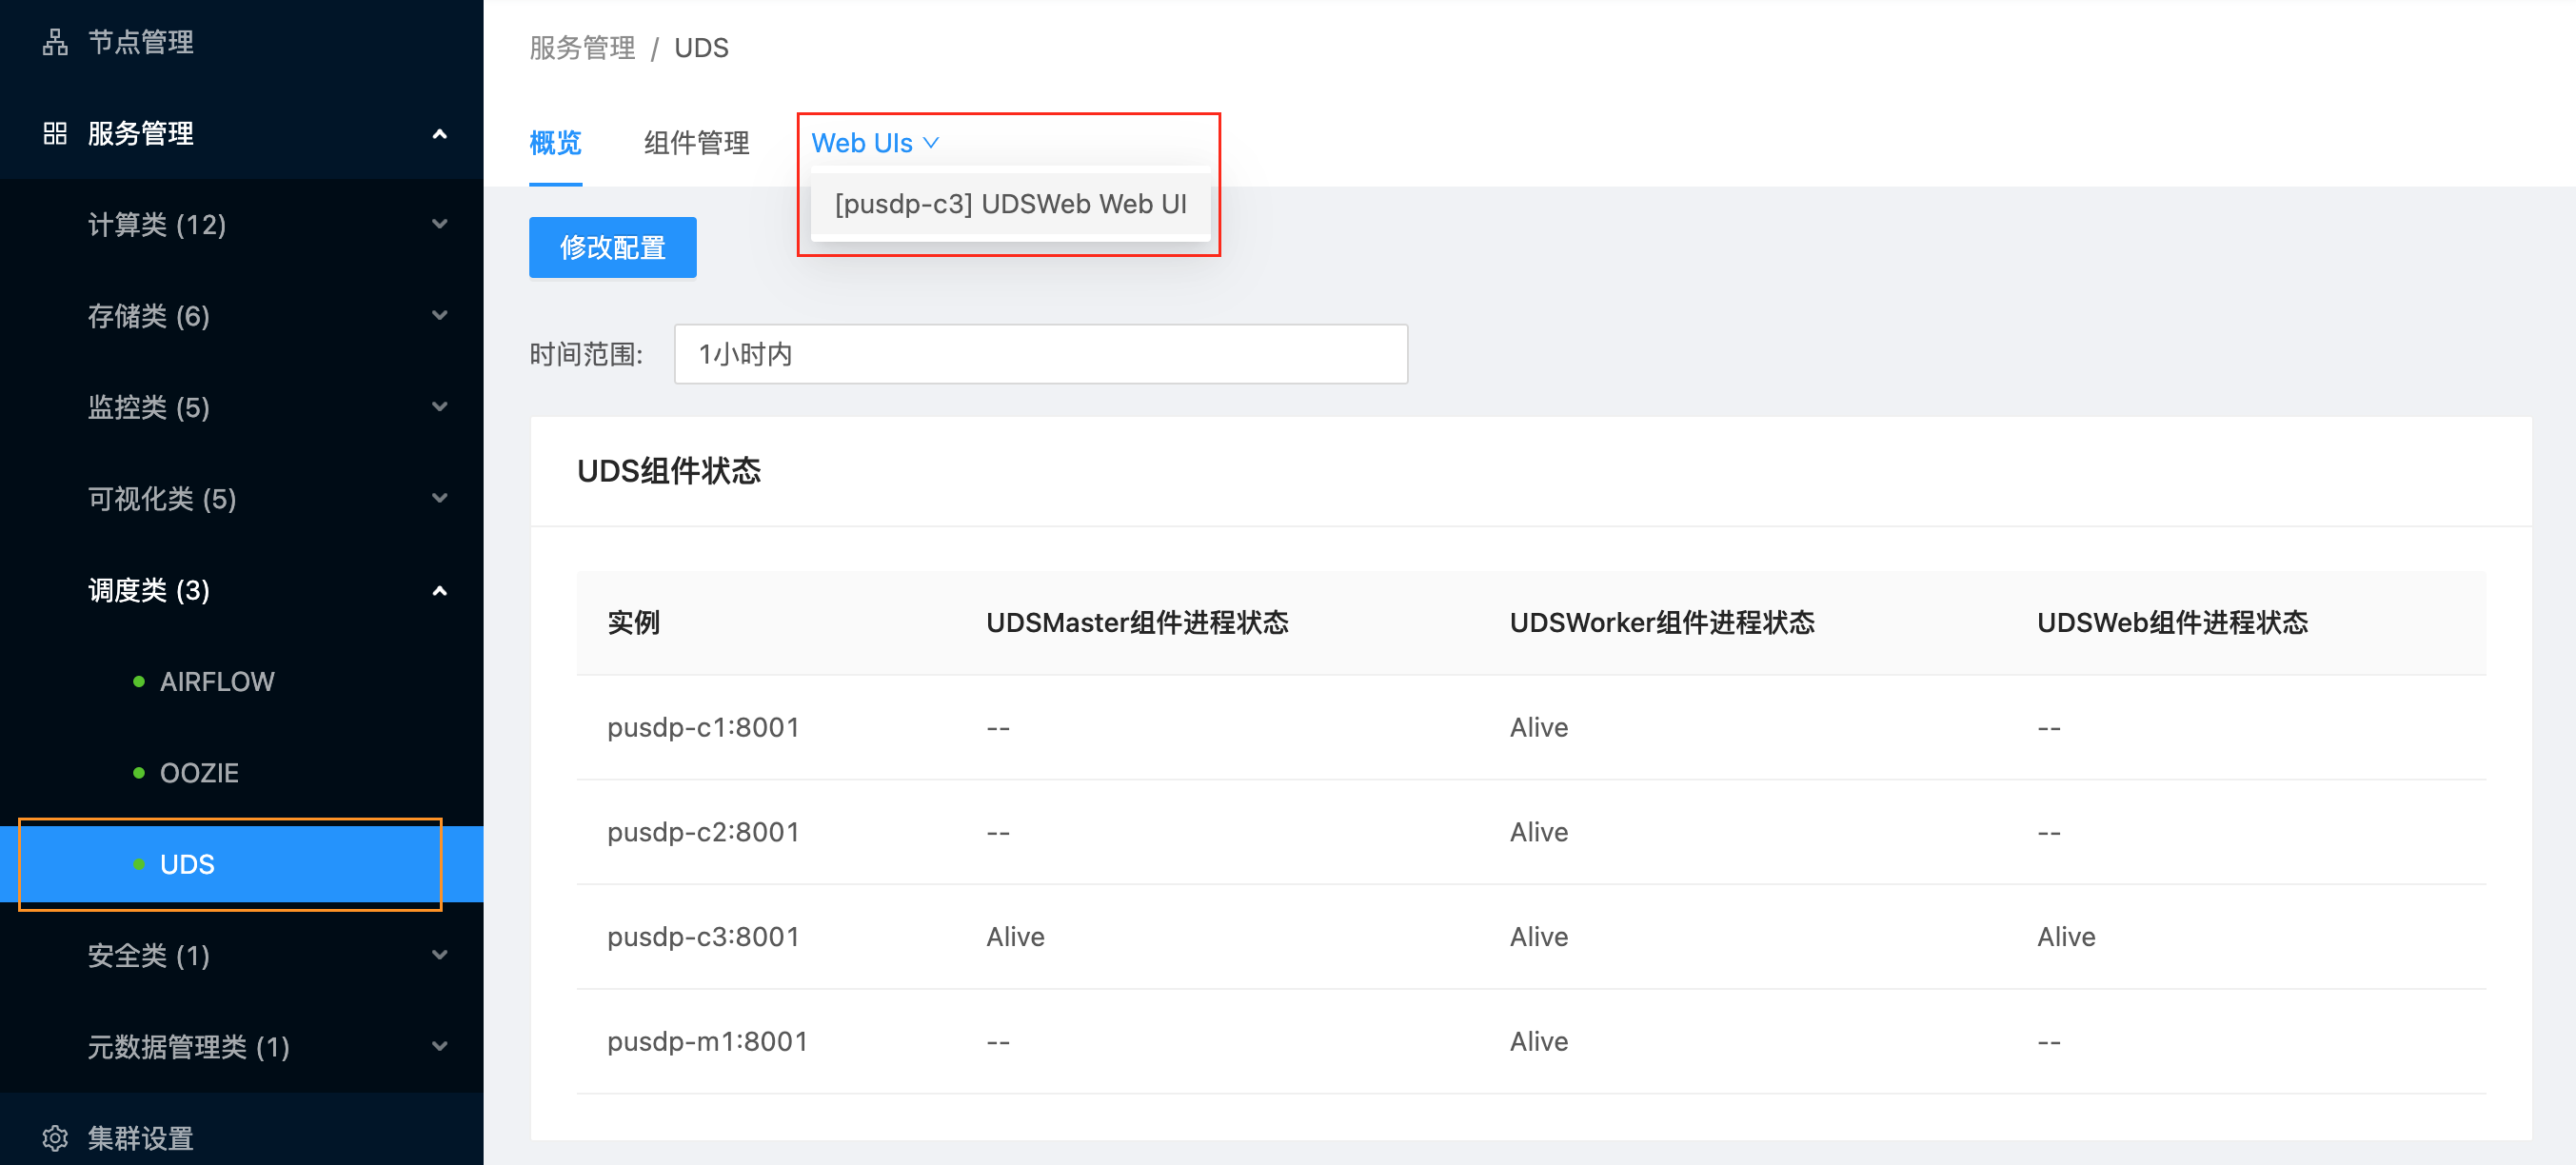 节点管理
服务管理
计算类 (12)
存储类 (6)
监控类 (5)
可视化类 (5)
调度类 (3)
AIRFLOW
OOZIE
UDS
安全类 (1)
元数据管理类 (1)
集群设置
服务管理 / UDS
概览 组件管理 Web UIs
[pusdp-c3] UDSWeb Web UI
修改配置
时间范围: 1小时内
UDS组件状态
实例 UDSMaster组件进程状态 UDSWorker组件进程状态 UDSWeb组件进程状态
pusdp-c1:8001 -- Alive --
pusdp-c2:8001 -- Alive --
pusdp-c3:8001 Alive Alive Alive
pusdp-m1:8001 -- Alive --